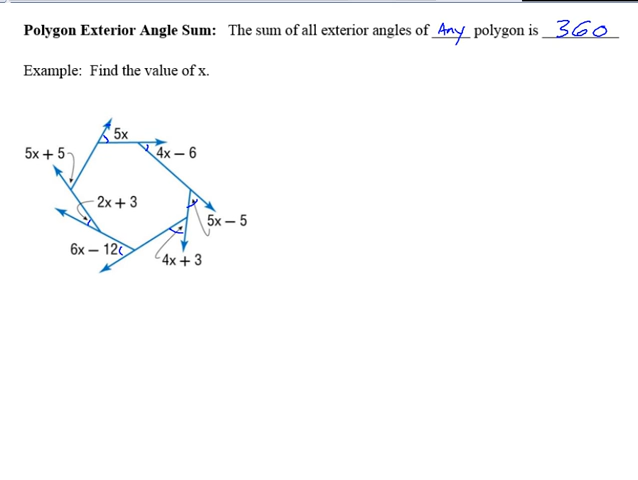 Polygon Exterior Angle Sum: The sum of all exterior angles of Any polygon is 360
Example: Find the value of x.
5x
5x + 5
4x – 6
2x + 3
5x – 5
6x – 12
4x + 3